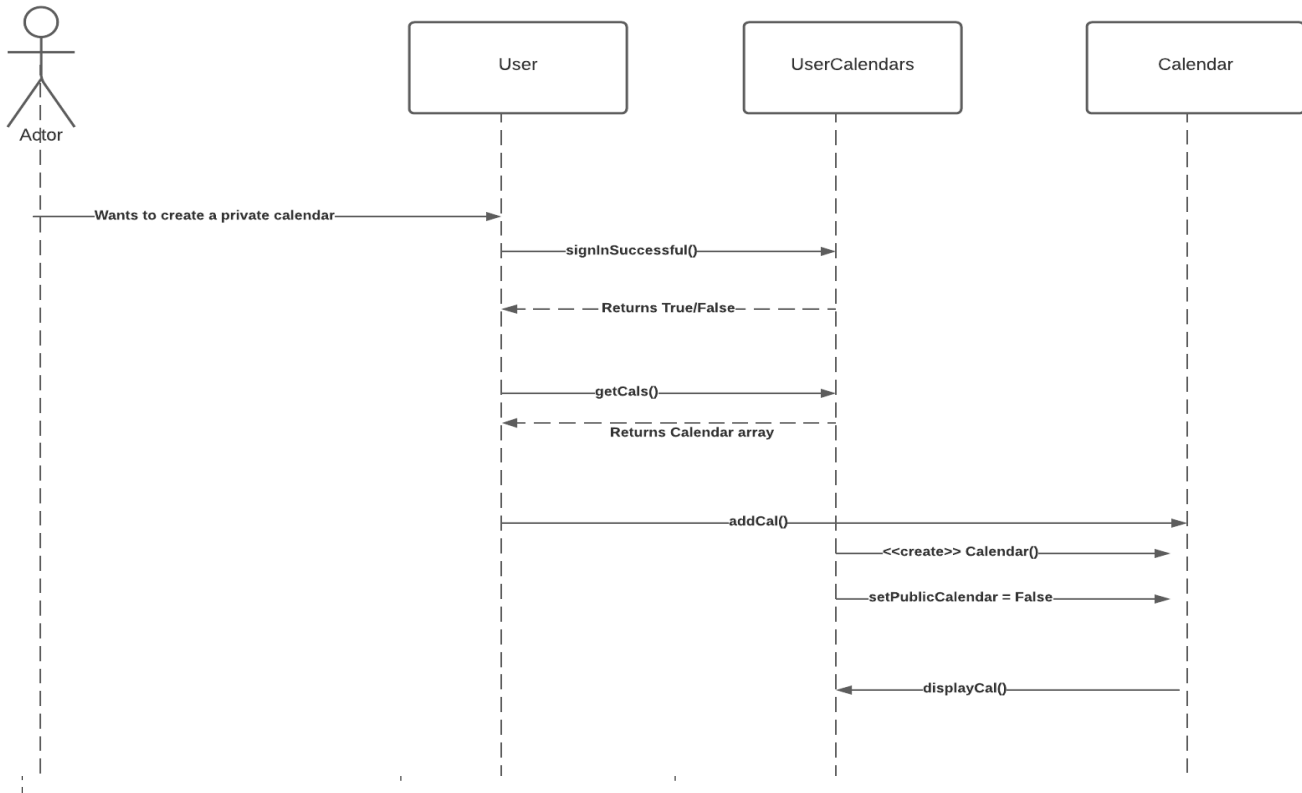 User
UserCalendars
Calendar
Actor
Wants to create a private calendar
signInSuccessful()
Returns True/False
getCals()
Returns Calendar array
addCal()
<<create>> Calendar()
setPublicCalendar = False
displayCal()